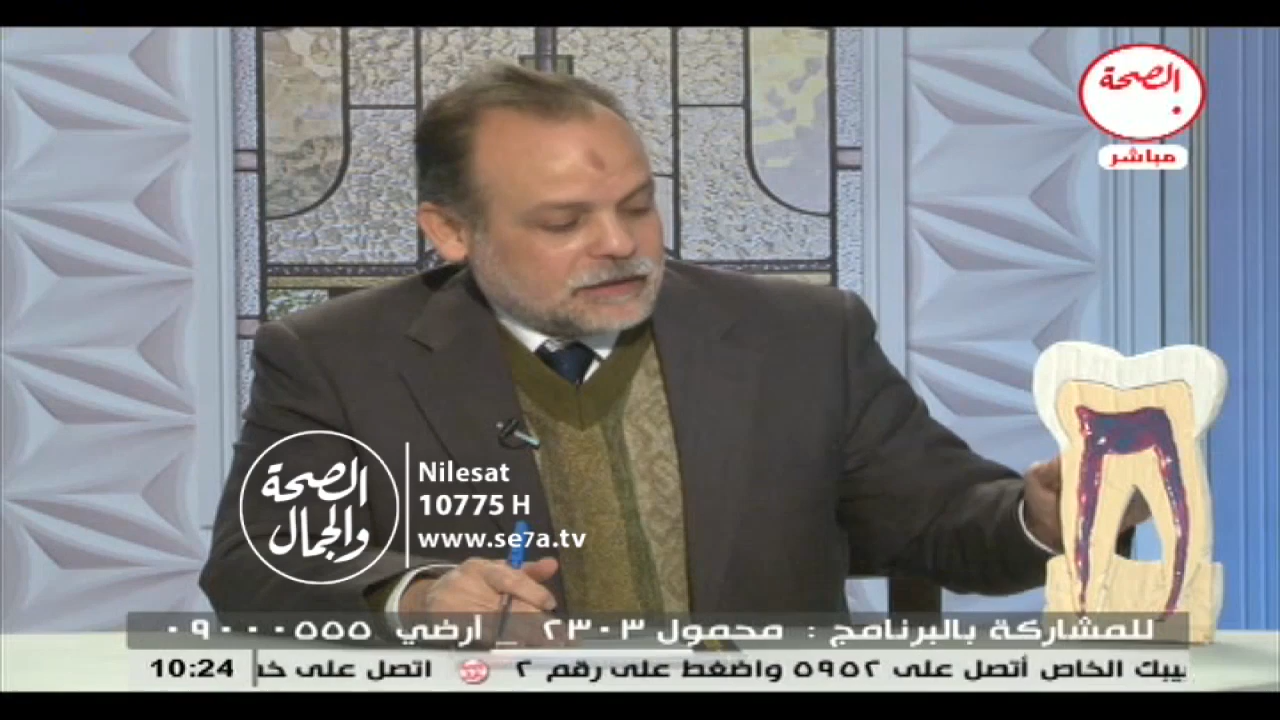 الصحة
مباشر
الصحة
والجمال
Nilesat
10775 H
www.se7a.tv
للمشاركة بالبرنامج : محمول ٢٣٠٣ _ أرضي ٠٩٠٠٠٥٥٥
يبك الخاص أتصل على ٥٩٥٢ واضغط على رقم ٢
اتصل على خ
10:24